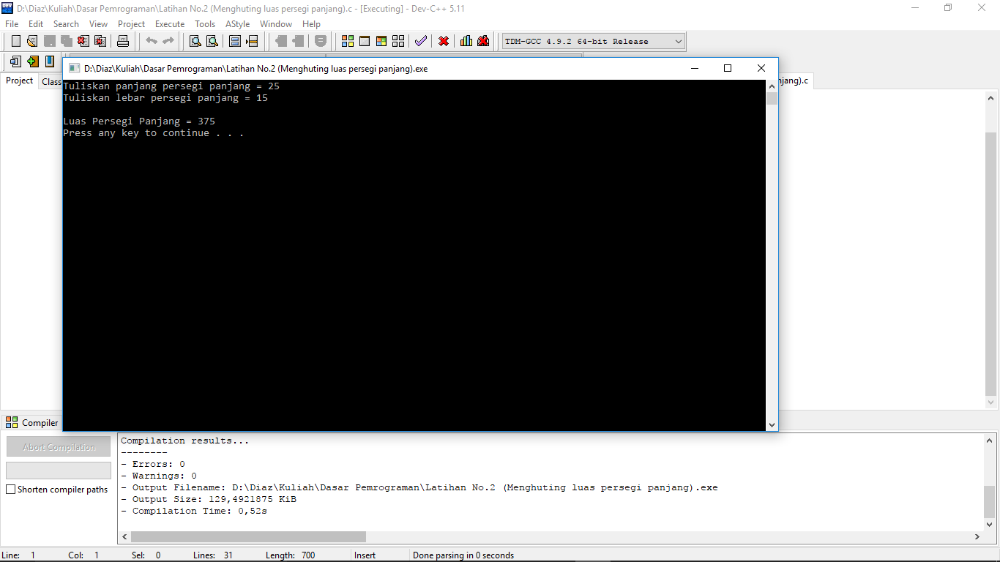 D:\Diaz\Kuliah\Dasar Pemrograman\Latihan No.2 (Menghuting luas persegi panjang).c - [Executing] - Dev-C++ 5.11
File Edit Search View Project Execute Tools AStyle Window Help
TDM-GCC 4.9.2 64-bit Release
Project Class
njang).c
D:\Diaz\Kuliah\Dasar Pemrograman\Latihan No.2 (Menghuting luas persegi panjang).exe
Tuliskan panjang persegi panjang = 25
Tuliskan lebar persegi panjang = 15
Luas Persegi Panjang = 375
Press any key to continue . . .
Compiler
Abort Compilation
Shorten compiler paths
Compilation results...
--------
- Errors: 0
- Warnings: 0
- Output Filename: D:\Diaz\Kuliah\Dasar Pemrograman\Latihan No.2 (Menghuting luas persegi panjang).exe
- Output Size: 129,4921875 KiB
- Compilation Time: 0,52s
Line: 1 Col: 1 Sel: 0 Lines: 31 Length: 700 Insert Done parsing in 0 seconds